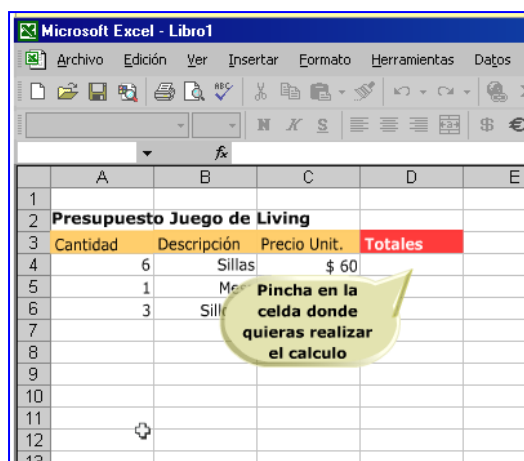 Microsoft Excel - Libro1
Archivo Edición Ver Insertar Formato Herramientas Datos
ABC
N K S $ €
fx
A B C D E
1
2 Presupuesto Juego de Living
3 Cantidad Descripción Precio Unit. Totales
4 6 Sillas $ 60
5 1
6 3
Pincha en la
celda donde
quieras realizar
el calculo
7
8
9
10
11
12
13